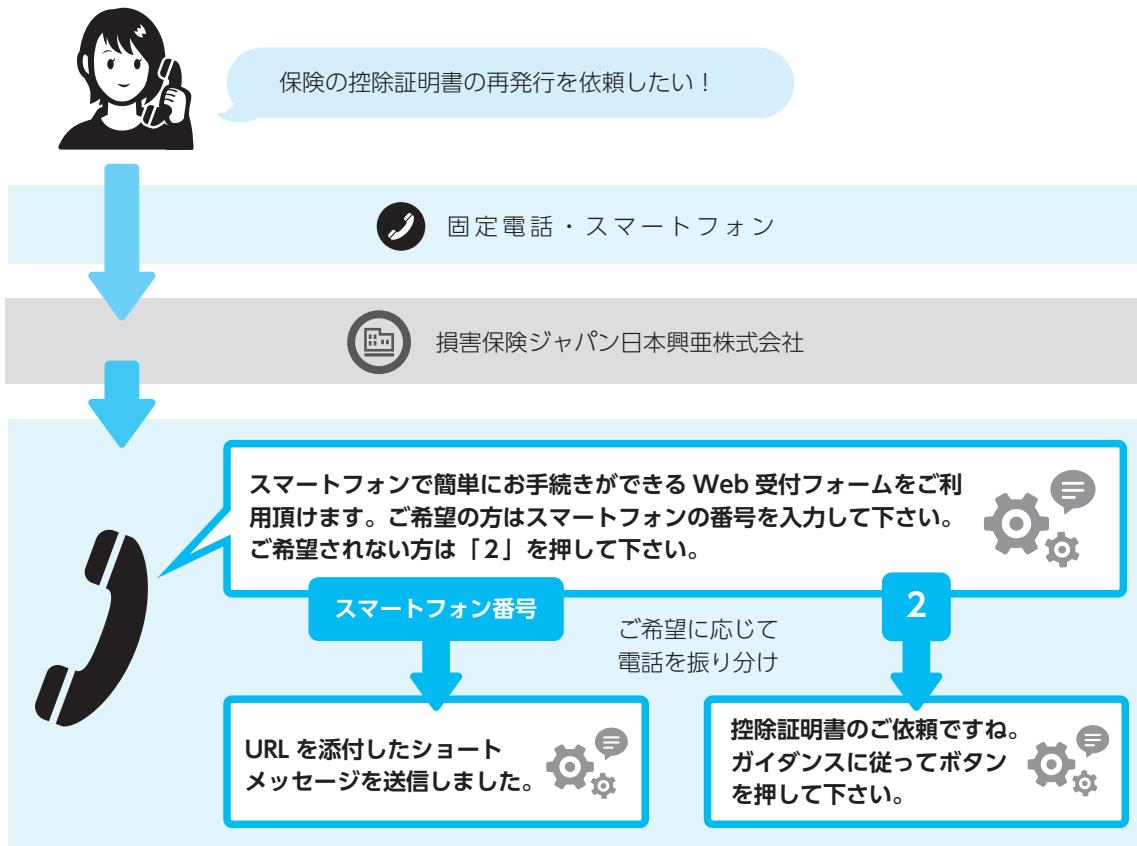 保険の控除証明書の再発行を依頼したい！
固定電話・スマートフォン
損害保険ジャパン日本興亜株式会社
スマートフォンで簡単にお手続きができる Web 受付フォームをご利
用頂けます。ご希望の方はスマートフォンの番号を入力して下さい。
ご希望されない方は「２」を押して下さい。
スマートフォン番号
ご希望に応じて
電話を振り分け
2
URL を添付したショート
メッセージを送信しました。
控除証明書のご依頼ですね。
ガイダンスに従ってボタン
を押して下さい。